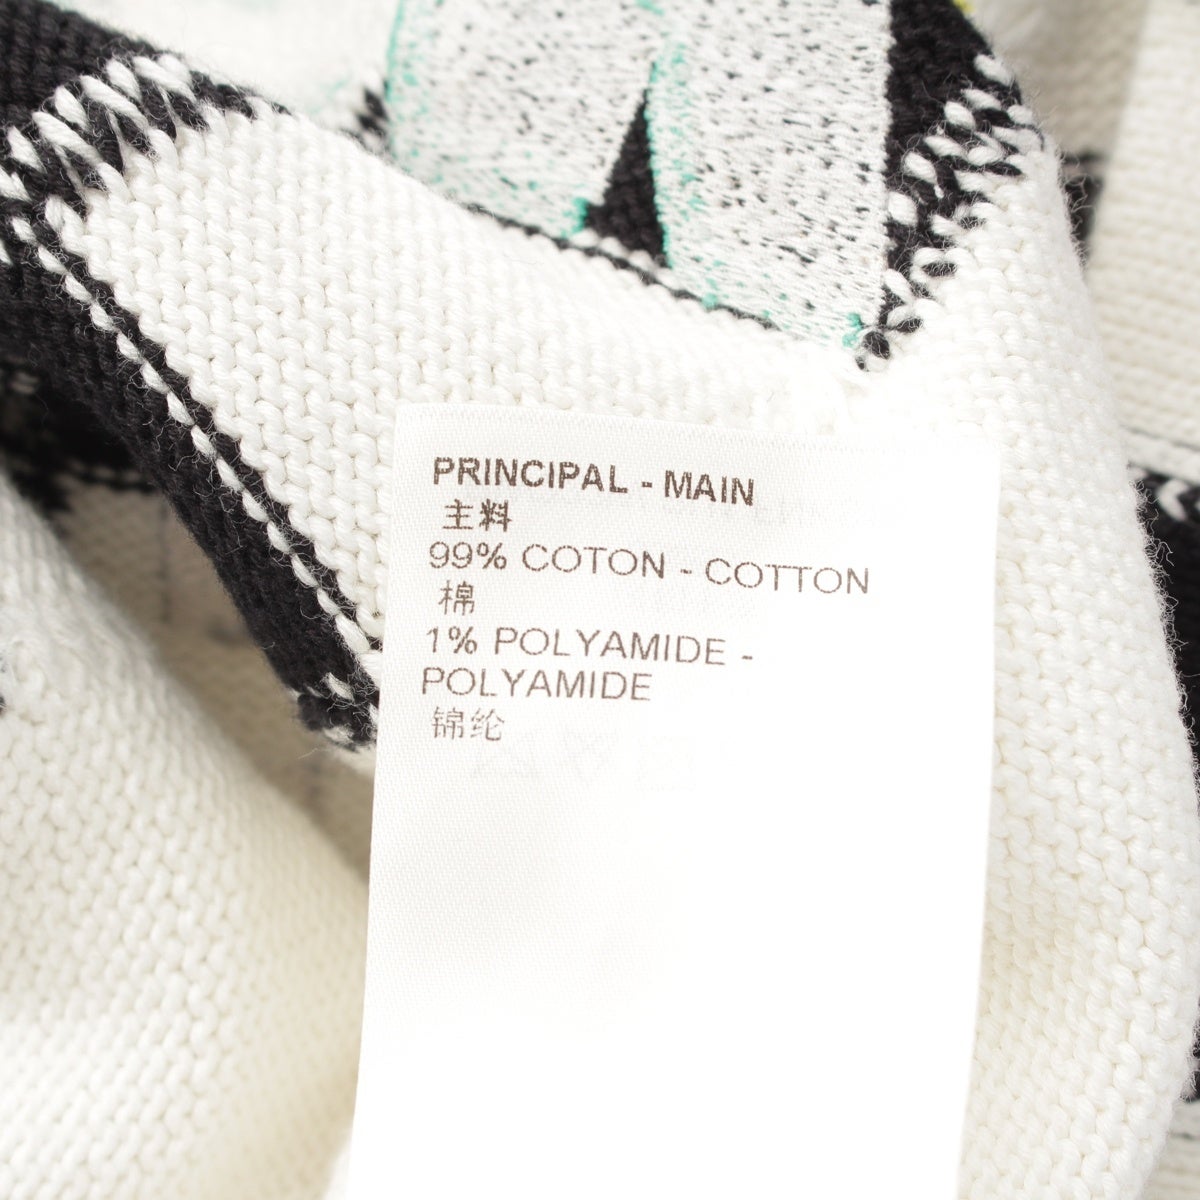 PRINCIPAL - MAIN
主料
99% COTON - COTTON
棉
1% POLYAMIDE -
POLYAMIDE
锦纶